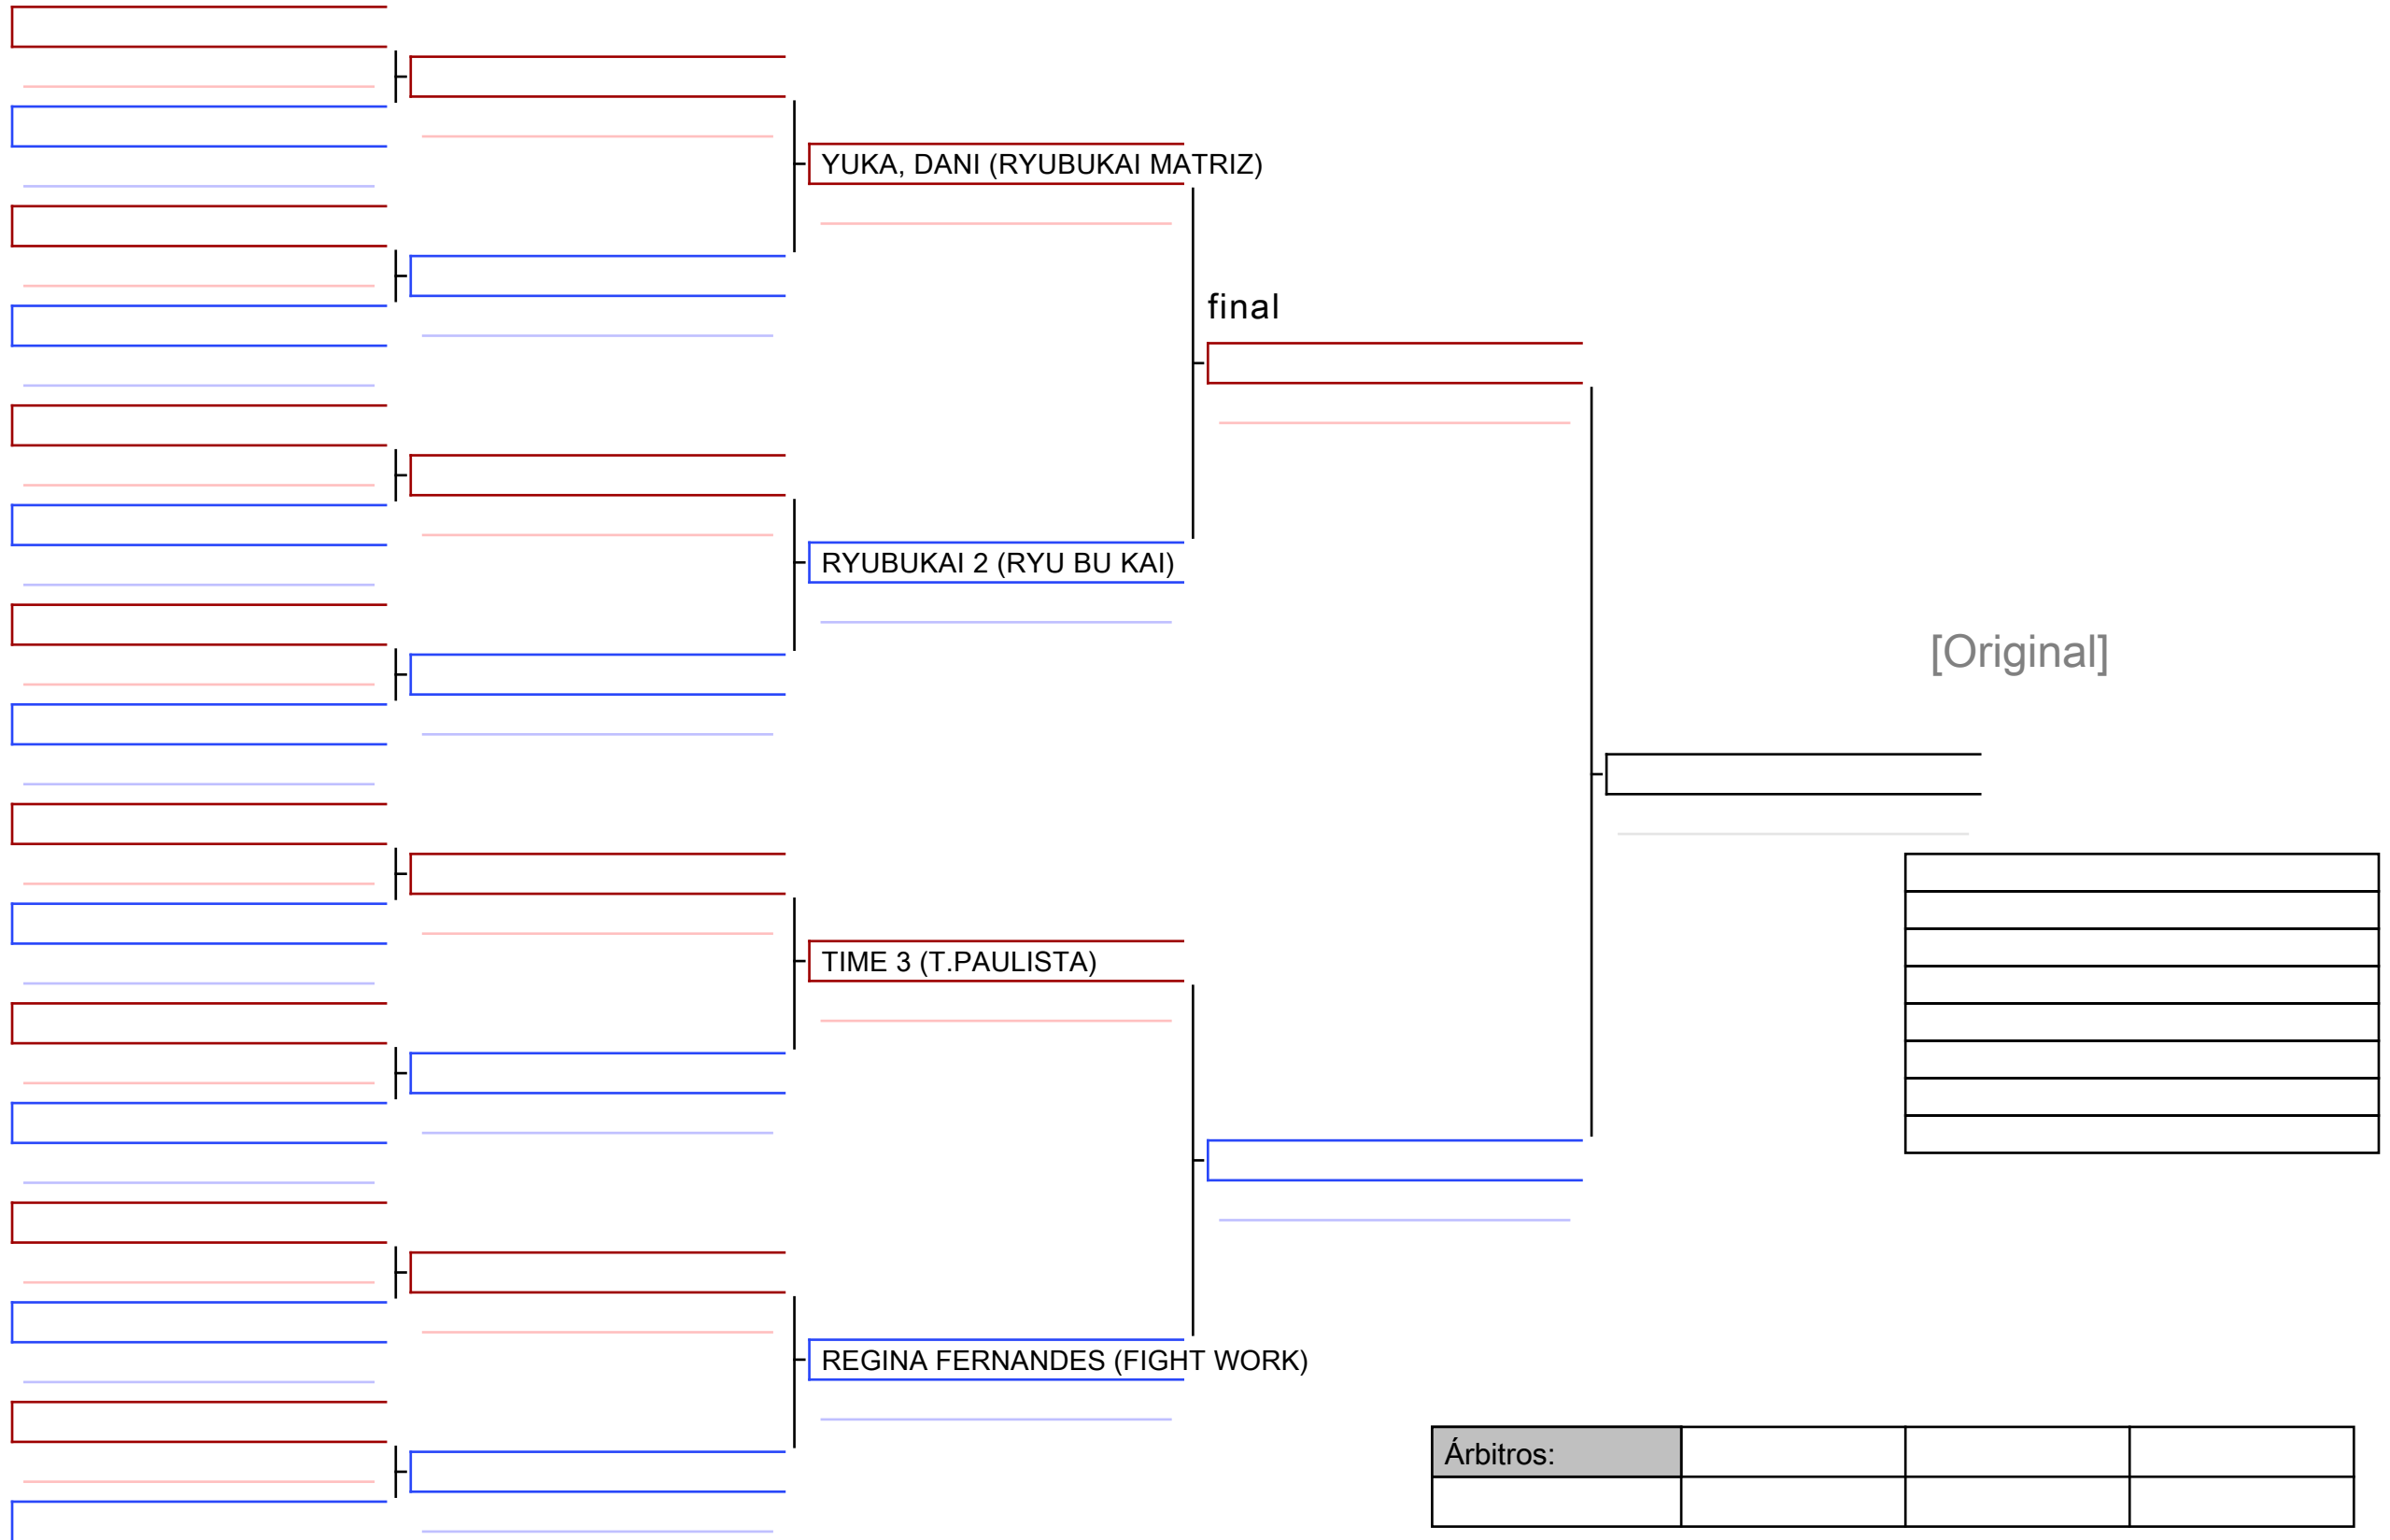 YUKA, DANI (RYUBUKAI MATRIZ)
final
RYUBUKAI 2 (RYU BU KAI)
[Original]
TIME 3 (T.PAULISTA)
REGINA FERNANDES (FIGHT WORK)
Árbitros: